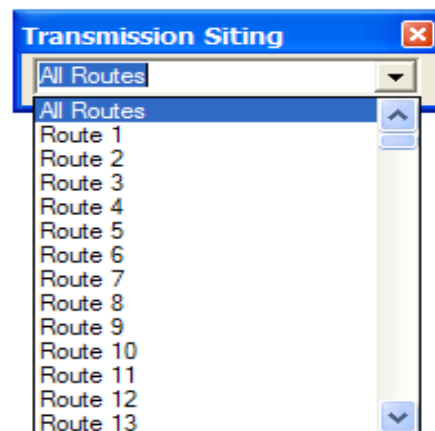 Transmission Siting
All Routes
All Routes
Route 1
Route 2
Route 3
Route 4
Route 5
Route 6
Route 7
Route 8
Route 9
Route 10
Route 11
Route 12
Route 13